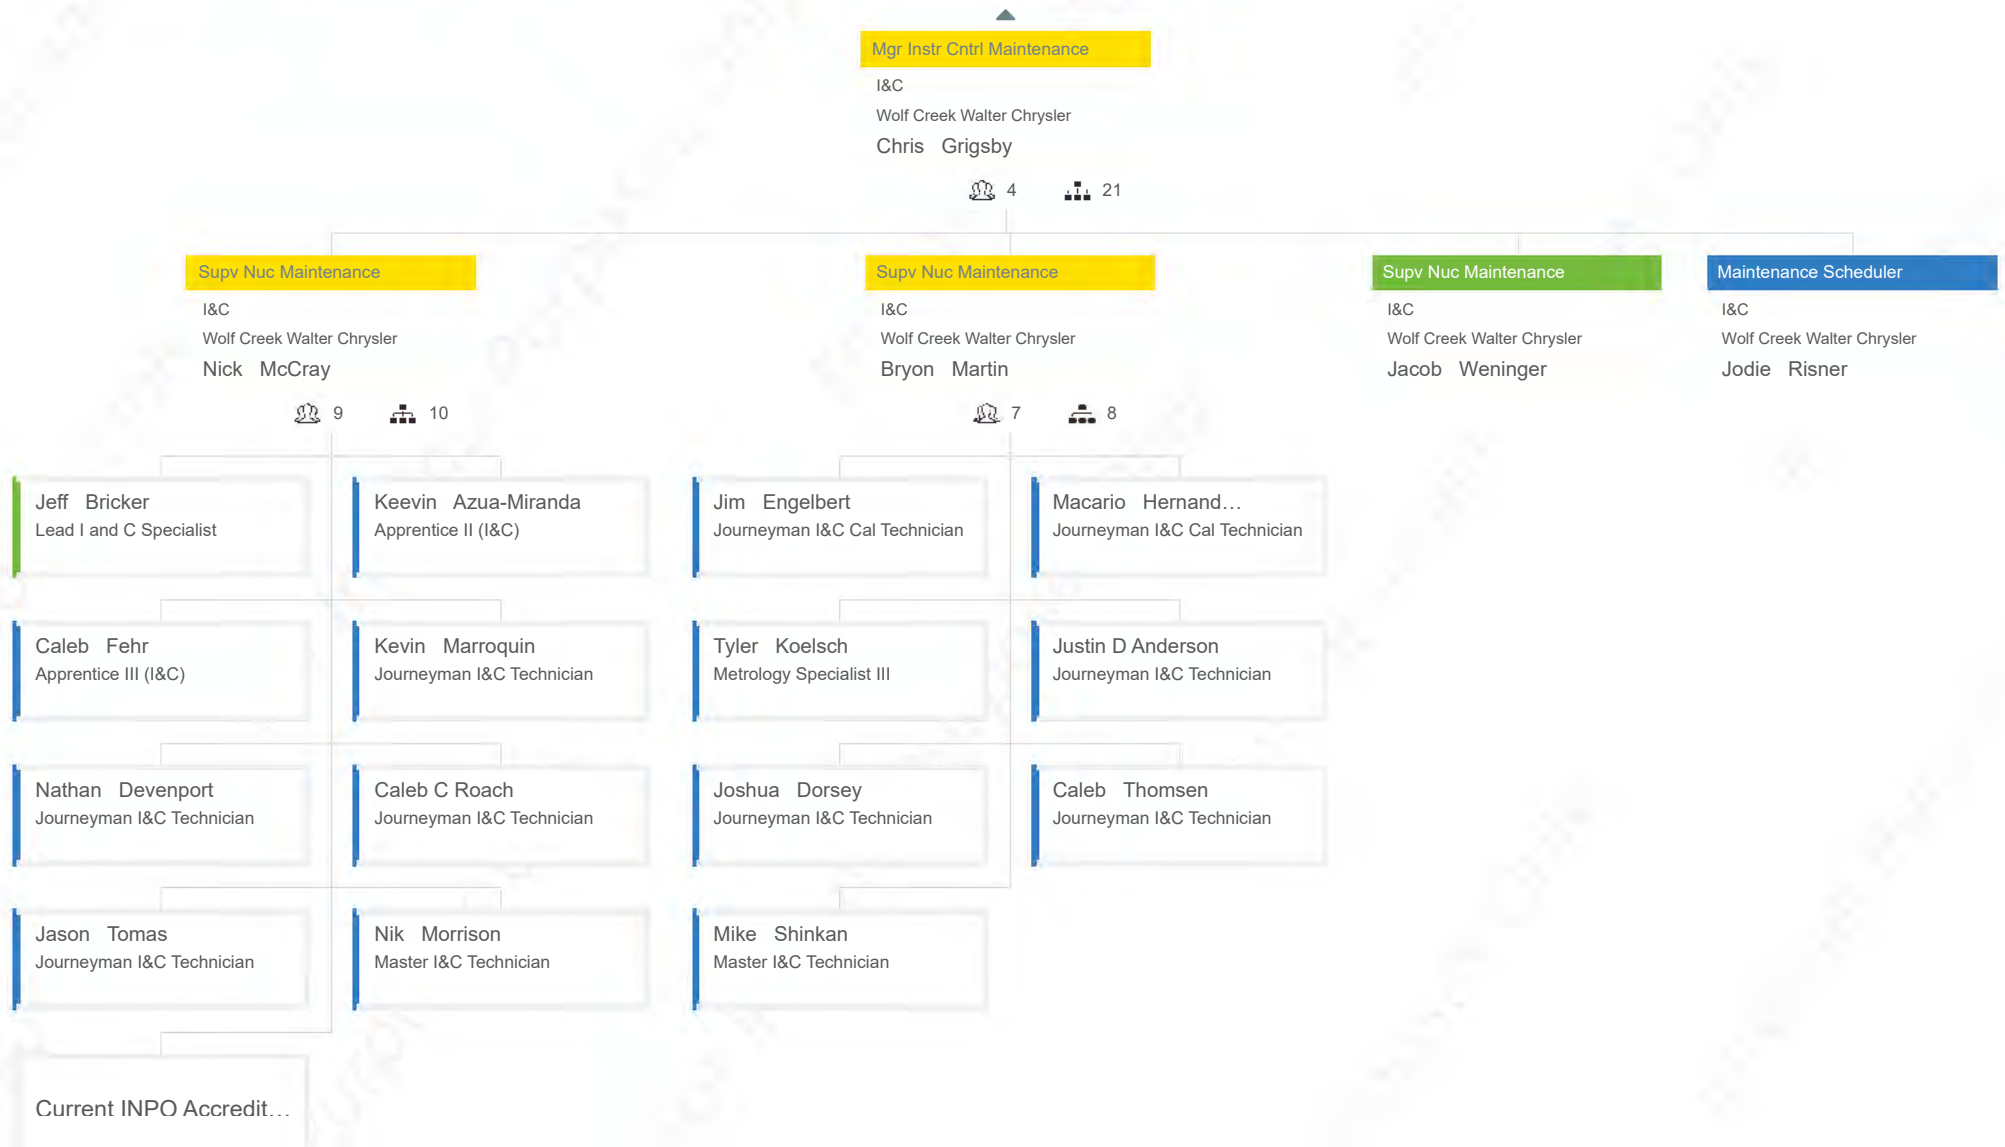 Mgr Instr Cntrl Maintenance
I&C
Wolf Creek Walter Chrysler
Chris Grigsby
4 21
Supv Nuc Maintenance
I&C
Wolf Creek Walter Chrysler
Nick McCray
9 10
Supv Nuc Maintenance
I&C
Wolf Creek Walter Chrysler
Bryon Martin
7 8
Supv Nuc Maintenance
I&C
Wolf Creek Walter Chrysler
Jacob Weninger
Maintenance Scheduler
I&C
Wolf Creek Walter Chrysler
Jodie Risner
Jeff Bricker
Lead I and C Specialist
Keevin Azua-Miranda
Apprentice II (I&C)
Jim Engelbert
Journeyman I&C Cal Technician
Macario Hernand…
Journeyman I&C Cal Technician
Caleb Fehr
Apprentice III (I&C)
Kevin Marroquin
Journeyman I&C Technician
Tyler Koelsch
Metrology Specialist III
Justin D Anderson
Journeyman I&C Technician
Nathan Devenport
Journeyman I&C Technician
Caleb C Roach
Journeyman I&C Technician
Joshua Dorsey
Journeyman I&C Technician
Caleb Thomsen
Journeyman I&C Technician
Jason Tomas
Journeyman I&C Technician
Nik Morrison
Master I&C Technician
Mike Shinkan
Master I&C Technician
Current INPO Accredit…